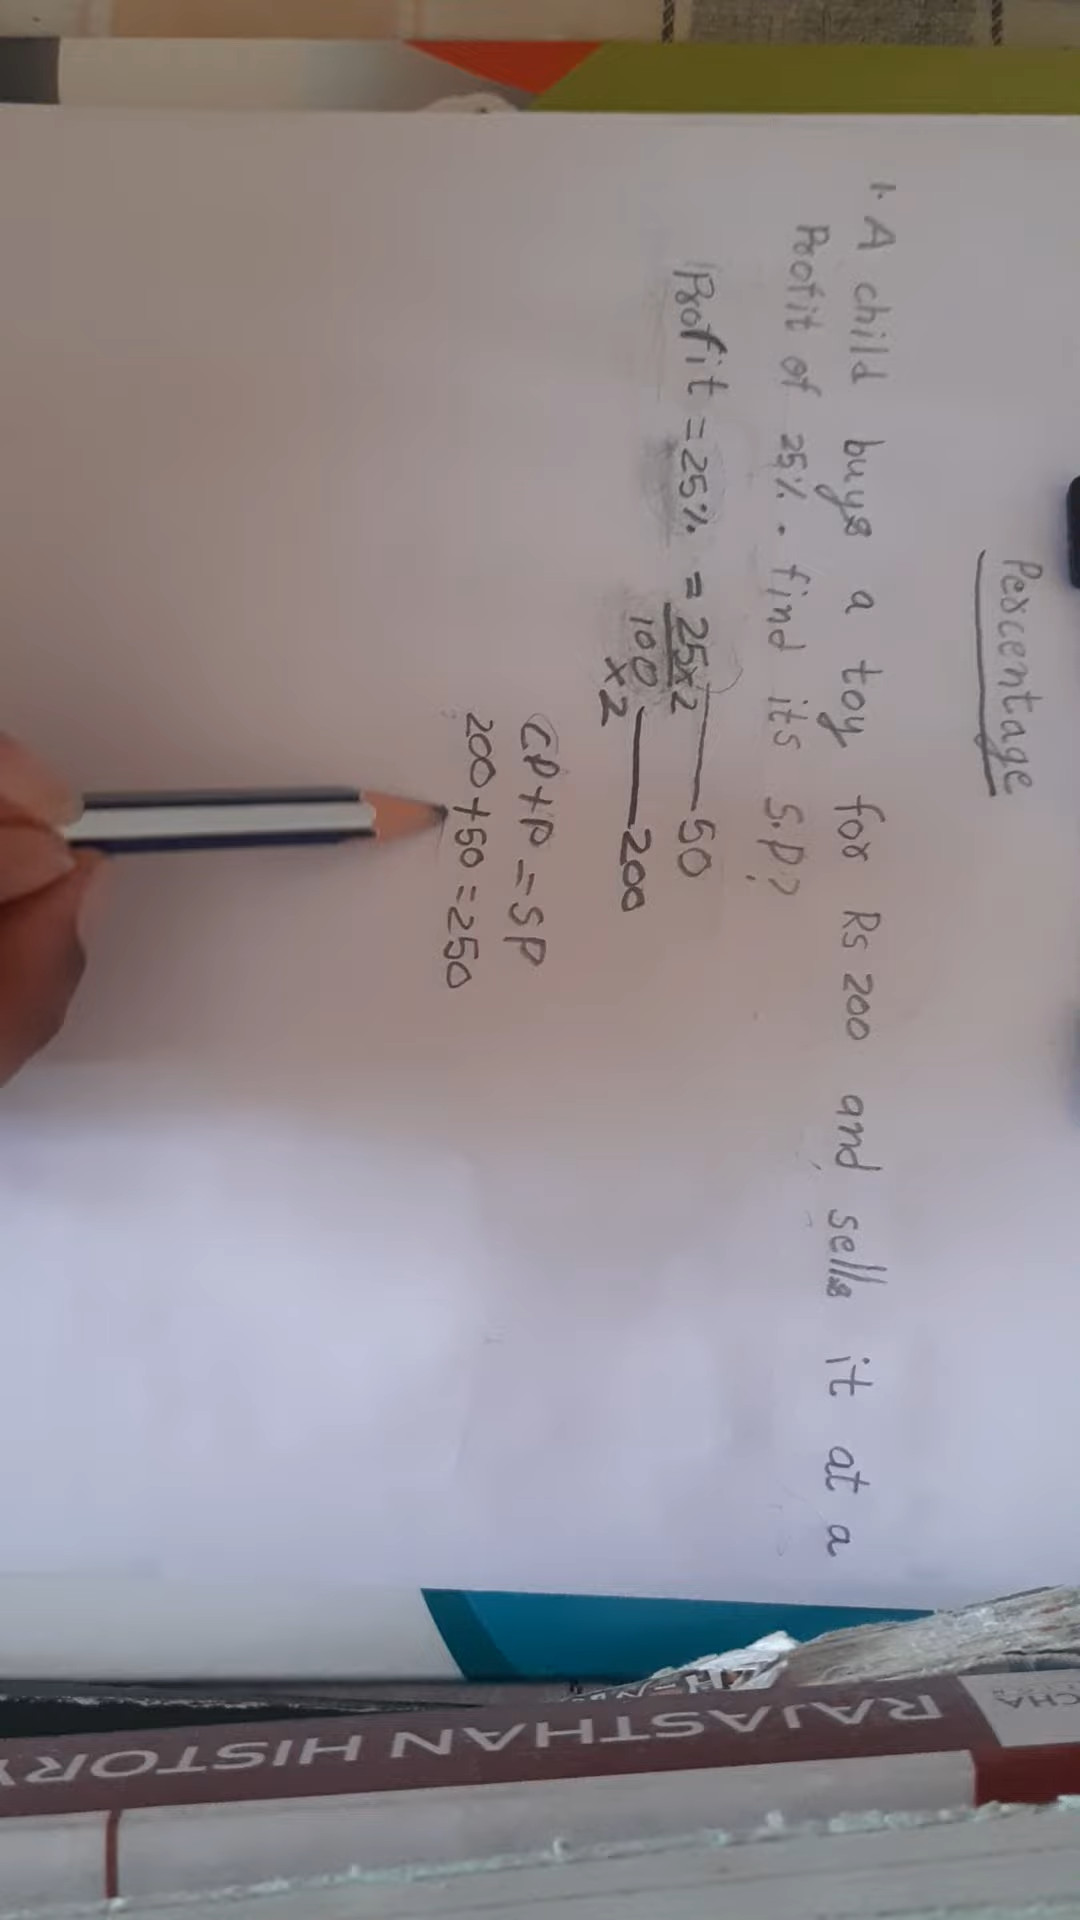 Percentage
1. A child buys a toy for Rs 200 and sells it at a
Profit of 25%. find its S.P?
Profit = 25% = 25×2 — 50
100 — 200
×2
CP+P = SP
200+50 = 250
RAJASTHAN HISTORY
CHA